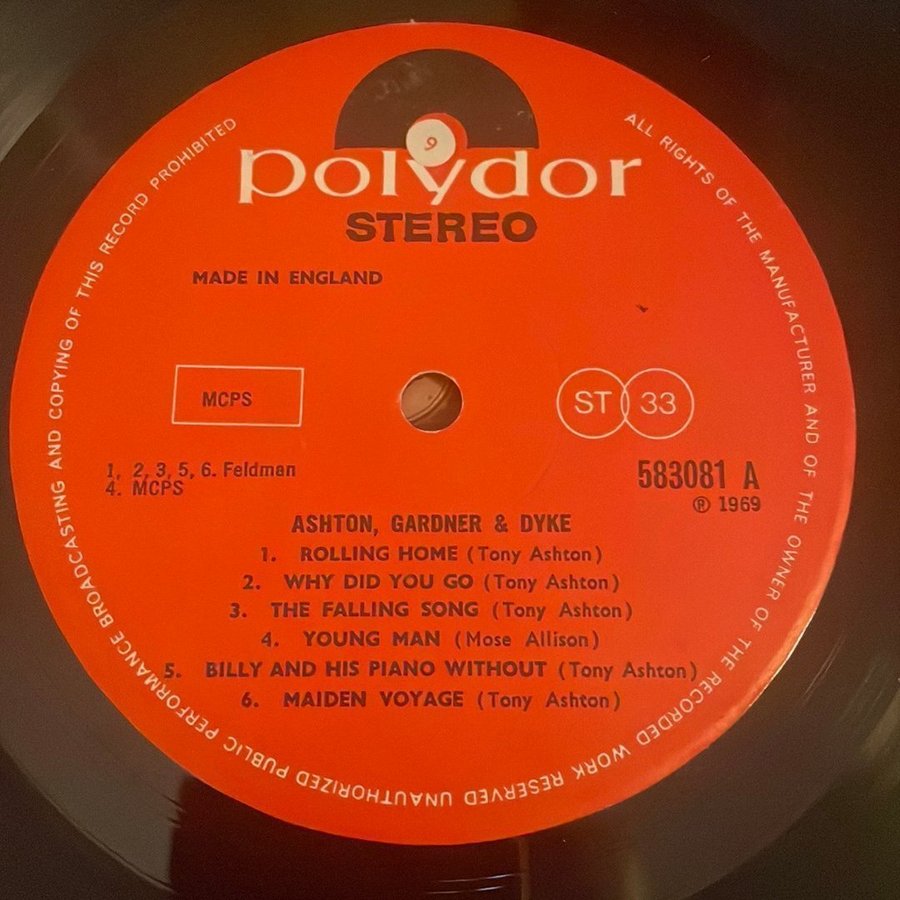 9
polydor
STEREO
MADE IN ENGLAND
MCPS
ST 33
1, 2, 3, 5, 6. Feldman
4. MCPS
583081 A
℗ 1969
ASHTON, GARDNER & DYKE
1. ROLLING HOME (Tony Ashton)
2. WHY DID YOU GO (Tony Ashton)
3. THE FALLING SONG (Tony Ashton)
4. YOUNG MAN (Mose Allison)
5. BILLY AND HIS PIANO WITHOUT (Tony Ashton)
6. MAIDEN VOYAGE (Tony Ashton)
ALL RIGHTS OF THE MANUFACTURER AND OF THE OWNER OF THE RECORDED WORK RESERVED UNAUTHORIZED PUBLIC PERFORMANCE BROADCASTING AND COPYING OF THIS RECORD PROHIBITED